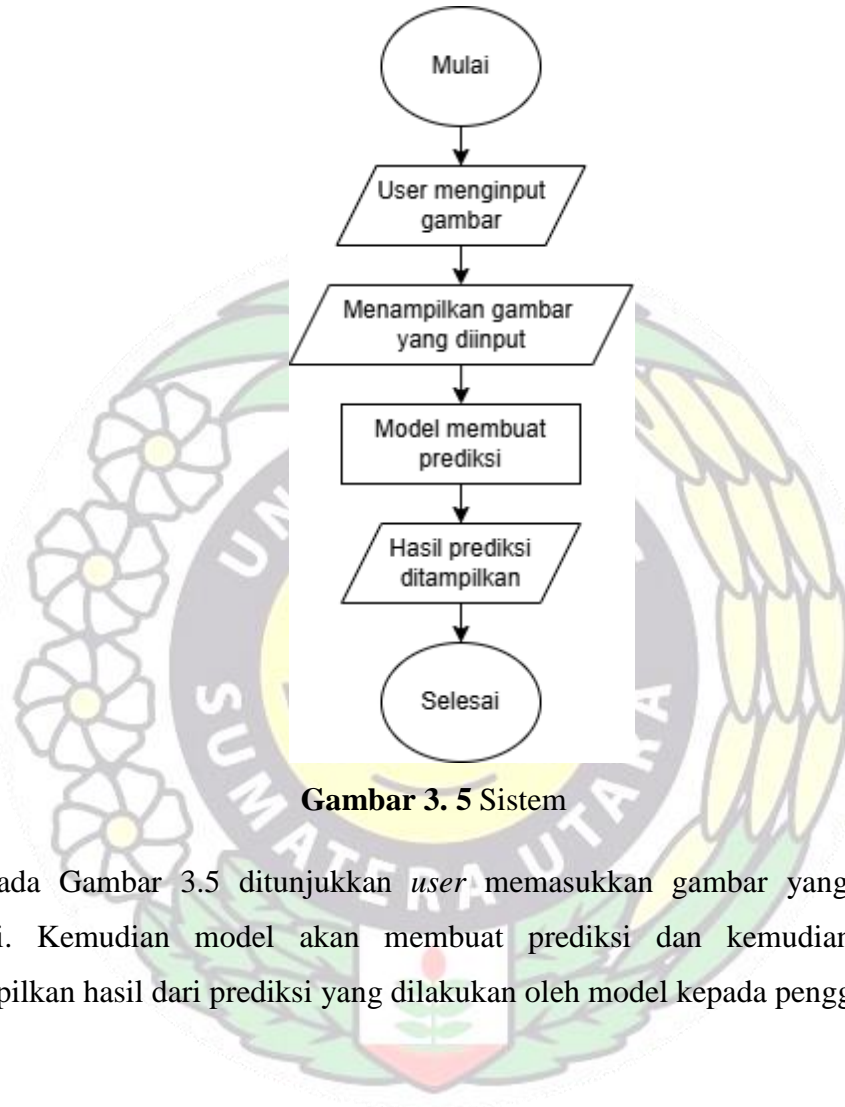 Mulai
User menginput
gambar
Menampilkan gambar
yang diinput
Model membuat
prediksi
Hasil prediksi
ditampilkan
Selesai
SUMATERA UTARA
Gambar 3. 5 Sistem
ada Gambar 3.5 ditunjukkan user memasukkan gambar yang
i. Kemudian model akan membuat prediksi dan kemudian
pilkan hasil dari prediksi yang dilakukan oleh model kepada pengg